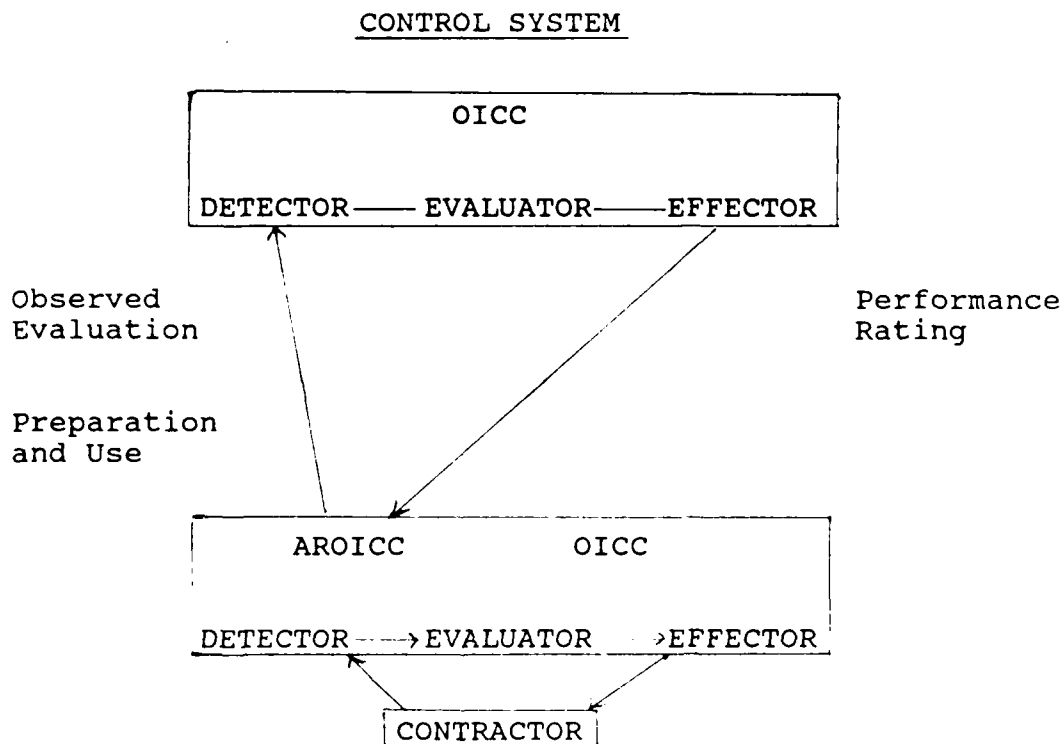 CONTROL SYSTEM
OICC
DETECTOR EVALUATOR EFFECTOR
Observed
Evaluation
Performance
Rating
Preparation
and Use
AROICC OICC
DETECTOR EVALUATOR EFFECTOR
CONTRACTOR